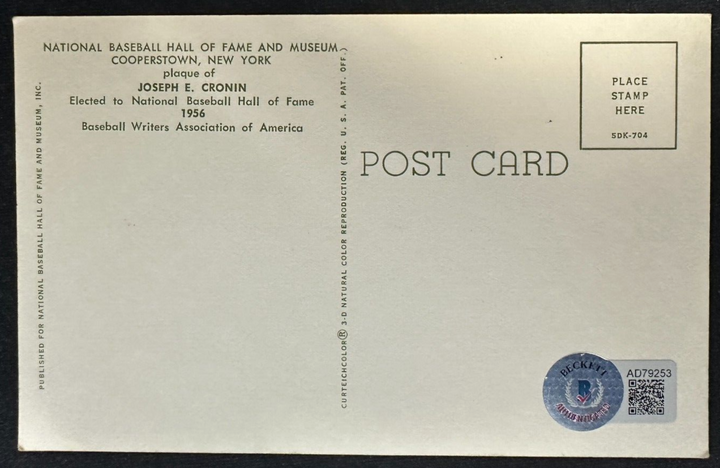 NATIONAL BASEBALL HALL OF FAME AND MUSEUM
COOPERSTOWN, NEW YORK
plaque of
JOSEPH E. CRONIN
Elected to National Baseball Hall of Fame
1956
Baseball Writers Association of America
PUBLISHED FOR NATIONAL BASEBALL HALL OF FAME AND MUSEUM, INC.
CURTEICHCOLOR® 3-D NATURAL COLOR REPRODUCTION (REG. U. S. A. PAT. OFF.)
POST CARD
PLACE
STAMP
HERE
5DK-704
BECKETT
B
AUTHENTICATED
AD79253